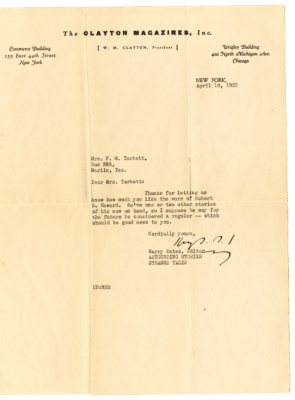 The CLAYTON MAGAZINES, Inc.
Commerce Building
155 East 44th Street
New York
[ W. M. CLAYTON, President ]
Wrigley Building
400 North Michigan Ave.
Chicago
NEW YORK,
April 18, 1932
Mrs. F. M. Torbett,
Box 268,
Marlin, Tex.
Dear Mrs. Torbett:
Thanks for letting us
know how much you like the work of Robert
E. Howard. We've one or two other stories
of his now on hand, so I suppose he may for
the future be considered a regular -- which
should be good news to you.
Cordially yours,
Harry Bates, Editor
ASTOUNDING STORIES
STRANGE TALES